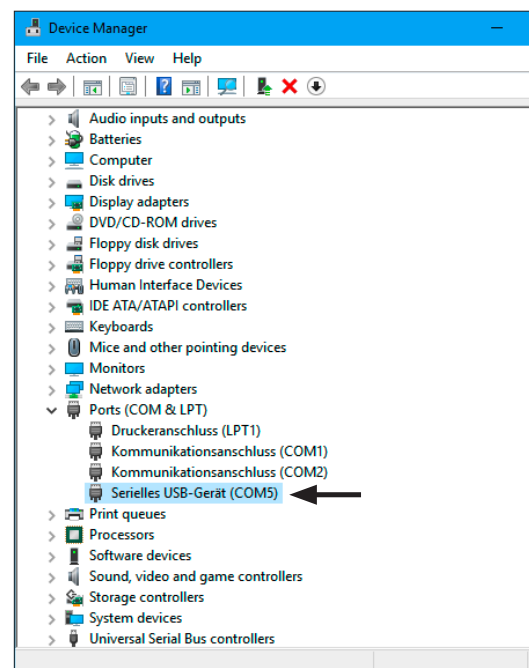 Device Manager
File Action View Help
Audio inputs and outputs
Batteries
Computer
Disk drives
Display adapters
DVD/CD-ROM drives
Floppy disk drives
Floppy drive controllers
Human Interface Devices
IDE ATA/ATAPI controllers
Keyboards
Mice and other pointing devices
Monitors
Network adapters
Ports (COM & LPT)
Druckeranschluss (LPT1)
Kommunikationsanschluss (COM1)
Kommunikationsanschluss (COM2)
Serielles USB-Gerät (COM5)
Print queues
Processors
Software devices
Sound, video and game controllers
Storage controllers
System devices
Universal Serial Bus controllers